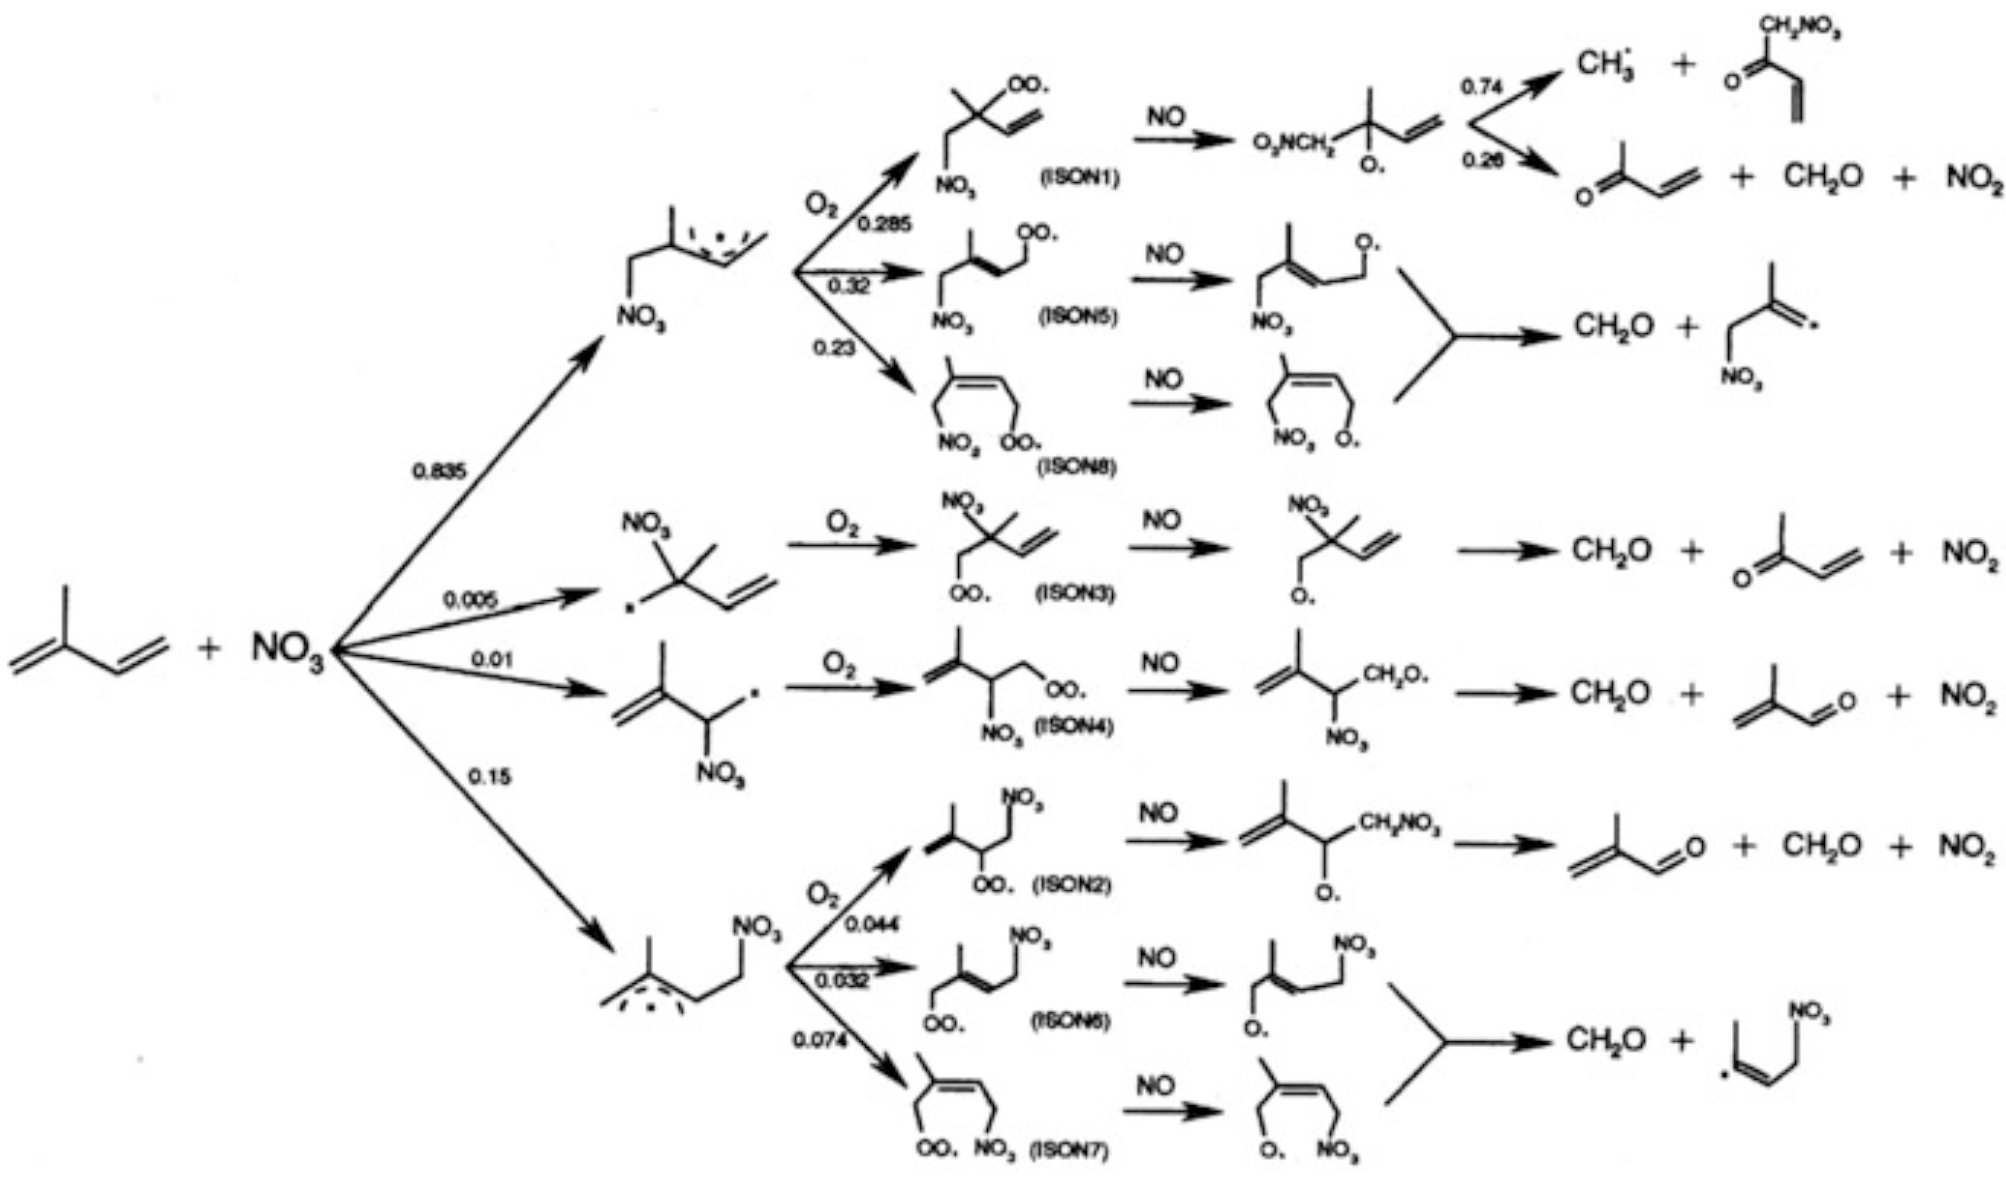 OO.
NO₃
(ISON1)
O₂
0.285
NO
O₂NCH₂
O.
0.74
0.26
CH₃· + O CH₂NO₃
O + CH₂O + NO₂
NO₃
0.32
OO.
NO₃
(ISON5)
NO
O.
NO₃
CH₂O +
NO₃
0.23
NO₂ OO.
(ISON8)
NO
NO₃ O.
0.835
NO₃
O₂
NO₃
OO.
(ISON3)
NO
NO₃
O.
CH₂O + O + NO₂
0.005
+ NO₃
0.01
NO₃
O₂
OO.
NO₃
(ISON4)
NO
CH₂O.
NO₃
CH₂O + O + NO₂
0.15
NO₃
O₂
0.044
NO₃
OO.
(ISON2)
NO
CH₂NO₃
O.
O + CH₂O + NO₂
0.032
NO₃
OO.
(ISON6)
NO
NO₃
O.
CH₂O +
NO₃
0.074
OO. NO₃
(ISON7)
NO
O. NO₃